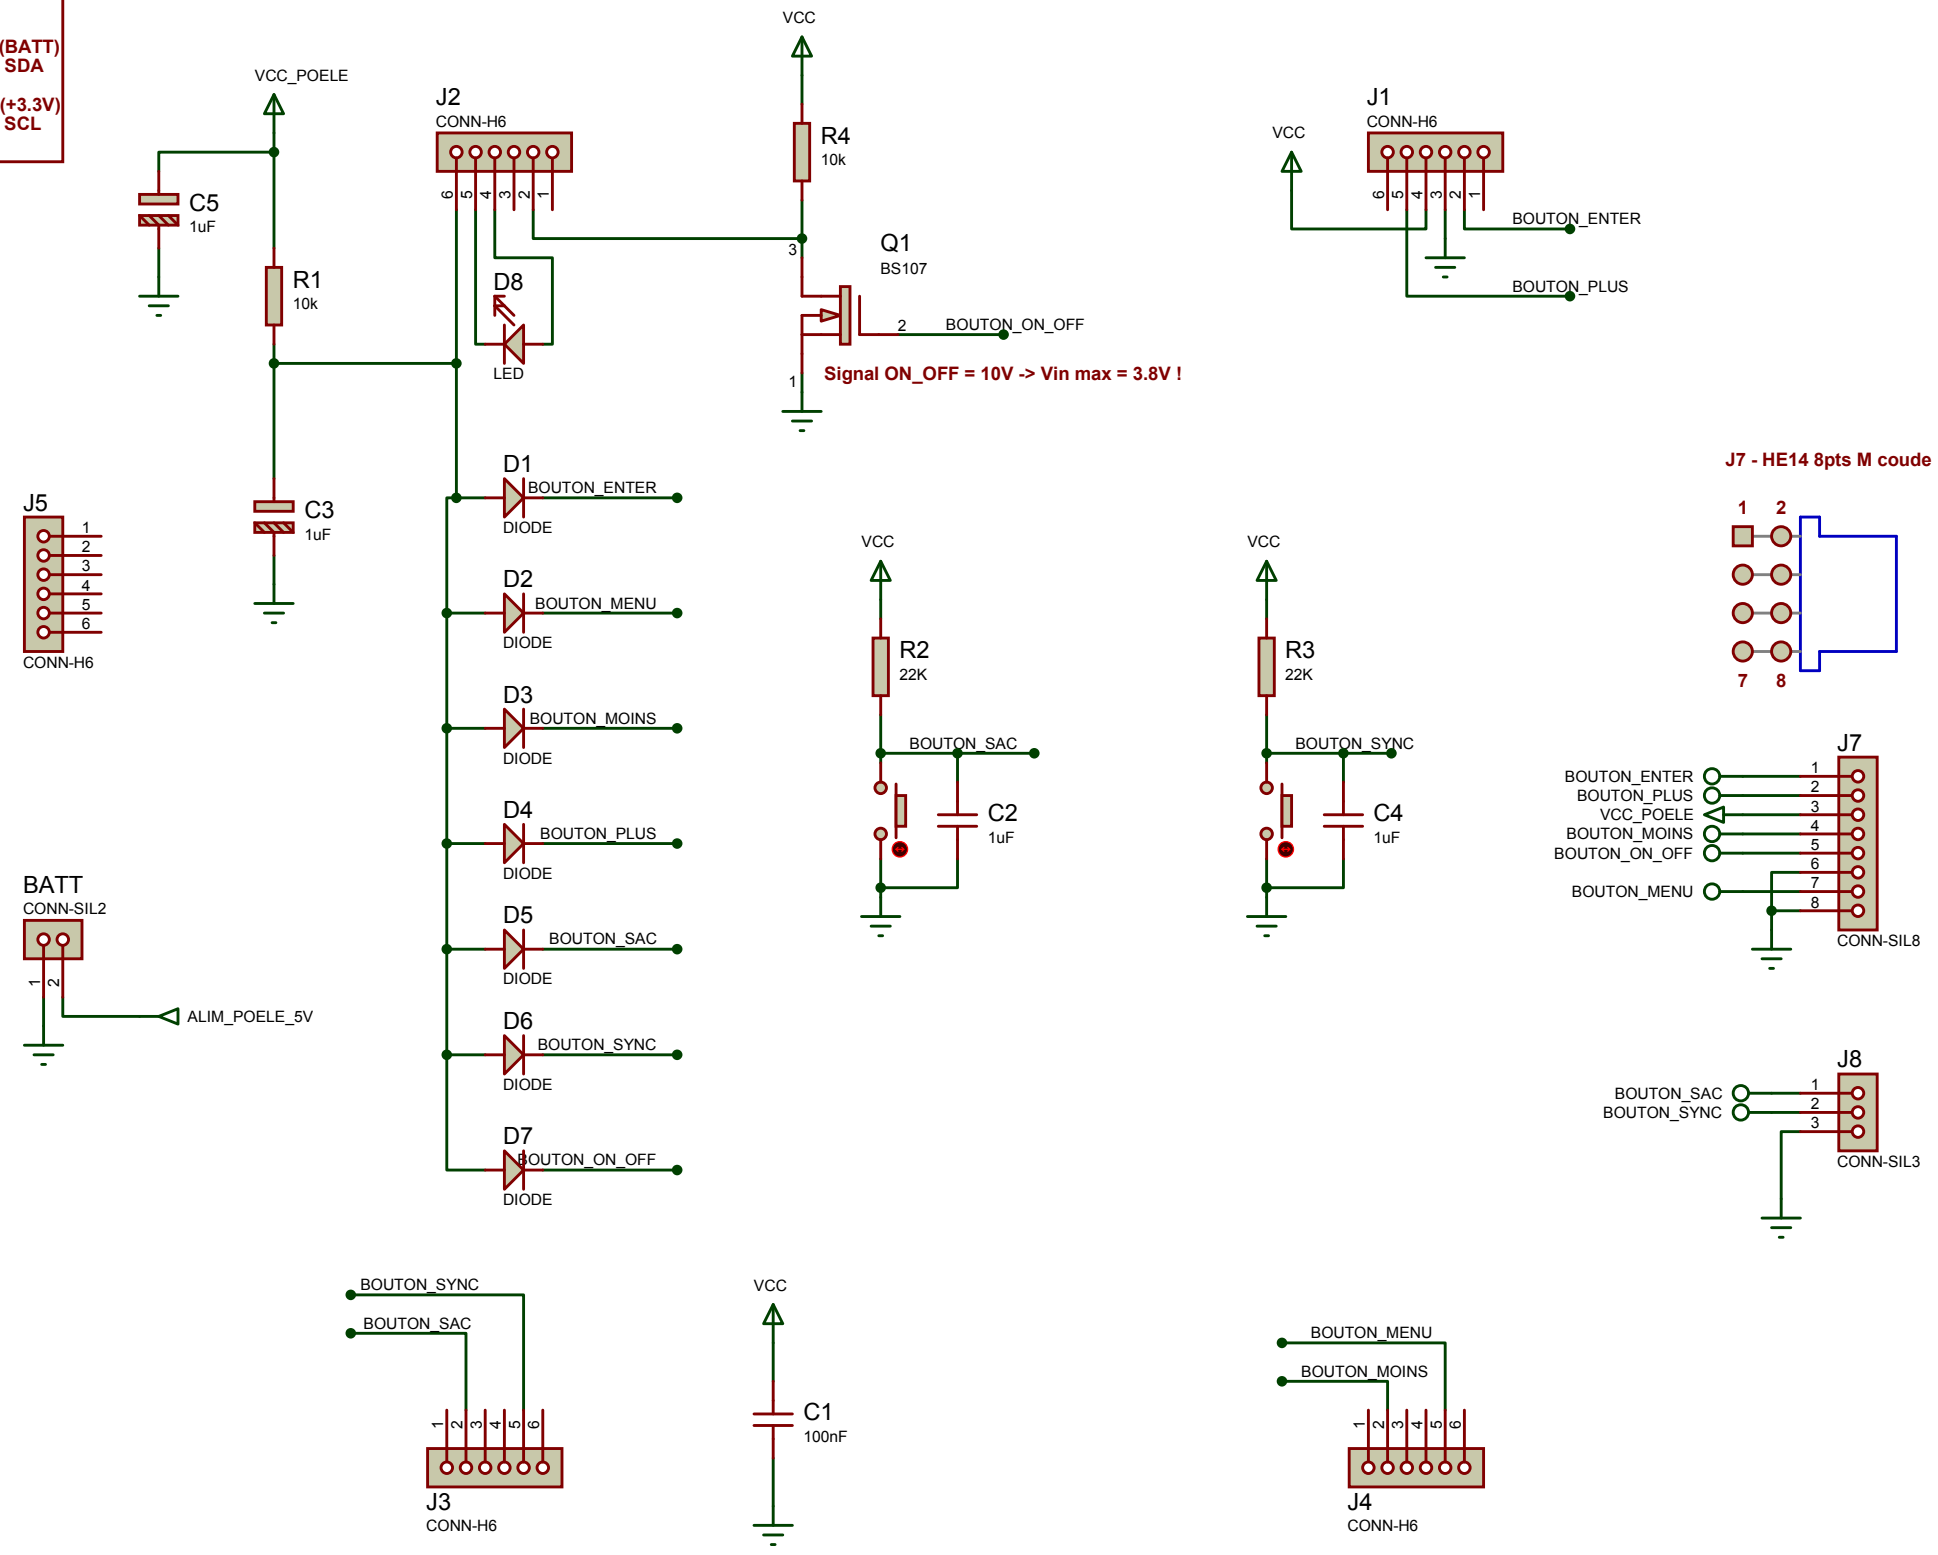 (BATT)
SDA
(+3.3V)
SCL
VCC_POELE
C5
1uF
R1
10k
C3
1uF
J2
CONN-H6
6 5 4 3 2 1
D8
LED
VCC
R4
10k
3
Q1
BS107
2
BOUTON_ON_OFF
1
Signal ON_OFF = 10V -> Vin max = 3.8V !
J1
CONN-H6
VCC
6 5 4 3 2 1
BOUTON_ENTER
BOUTON_PLUS
J5
1
2
3
4
5
6
CONN-H6
D1
BOUTON_ENTER
DIODE
D2
BOUTON_MENU
DIODE
D3
BOUTON_MOINS
DIODE
D4
BOUTON_PLUS
DIODE
D5
BOUTON_SAC
DIODE
D6
BOUTON_SYNC
DIODE
D7
BOUTON_ON_OFF
DIODE
VCC
R2
22K
BOUTON_SAC
C2
1uF
VCC
R3
22K
BOUTON_SYNC
C4
1uF
J7 - HE14 8pts M coude
1 2
7 8
J7
BOUTON_ENTER 1
BOUTON_PLUS 2
VCC_POELE 3
BOUTON_MOINS 4
BOUTON_ON_OFF 5
6
BOUTON_MENU 7
8
CONN-SIL8
BATT
CONN-SIL2
1 2
ALIM_POELE_5V
J8
BOUTON_SAC 1
BOUTON_SYNC 2
3
CONN-SIL3
BOUTON_SYNC
BOUTON_SAC
1 2 3 4 5 6
J3
CONN-H6
VCC
C1
100nF
BOUTON_MENU
BOUTON_MOINS
1 2 3 4 5 6
J4
CONN-H6